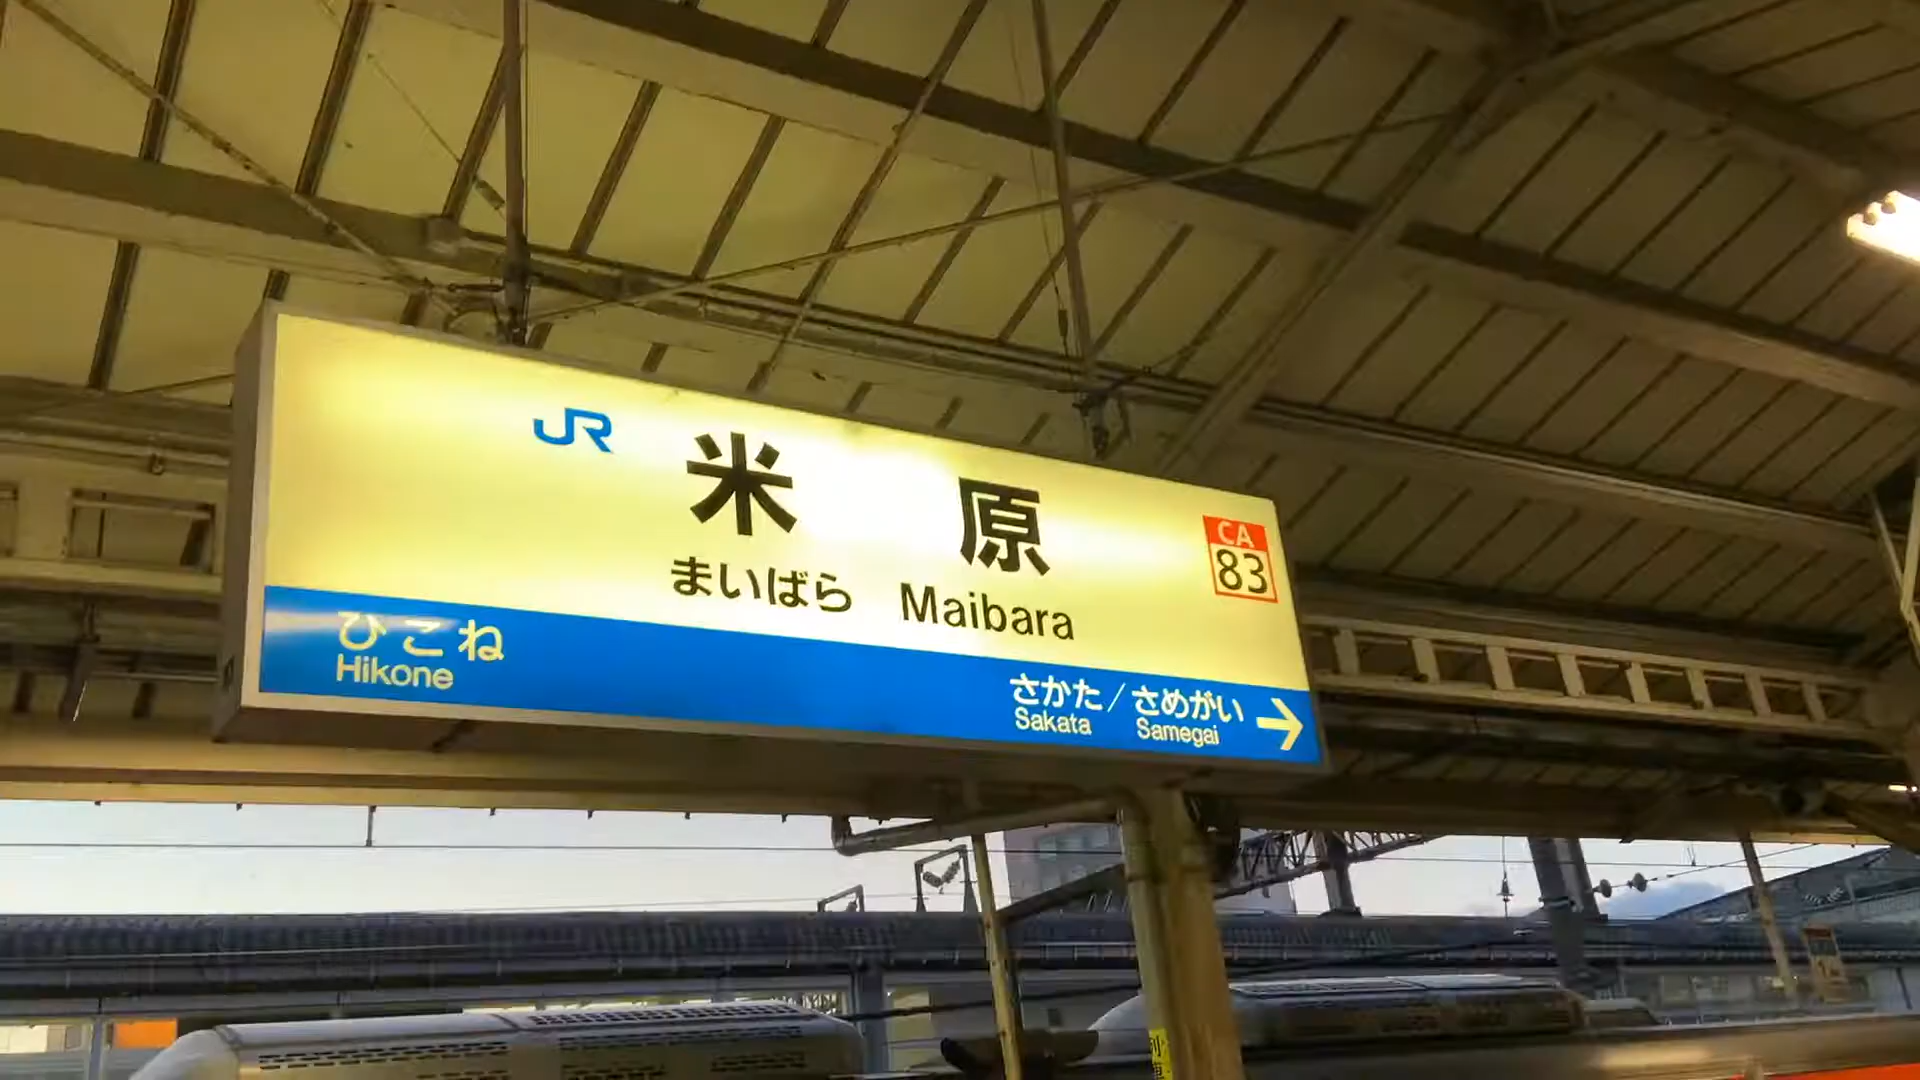 JR
米原
まいばら Maibara
CA
83
ひこね
Hikone
さかた/さめがい →
Sakata Samegai